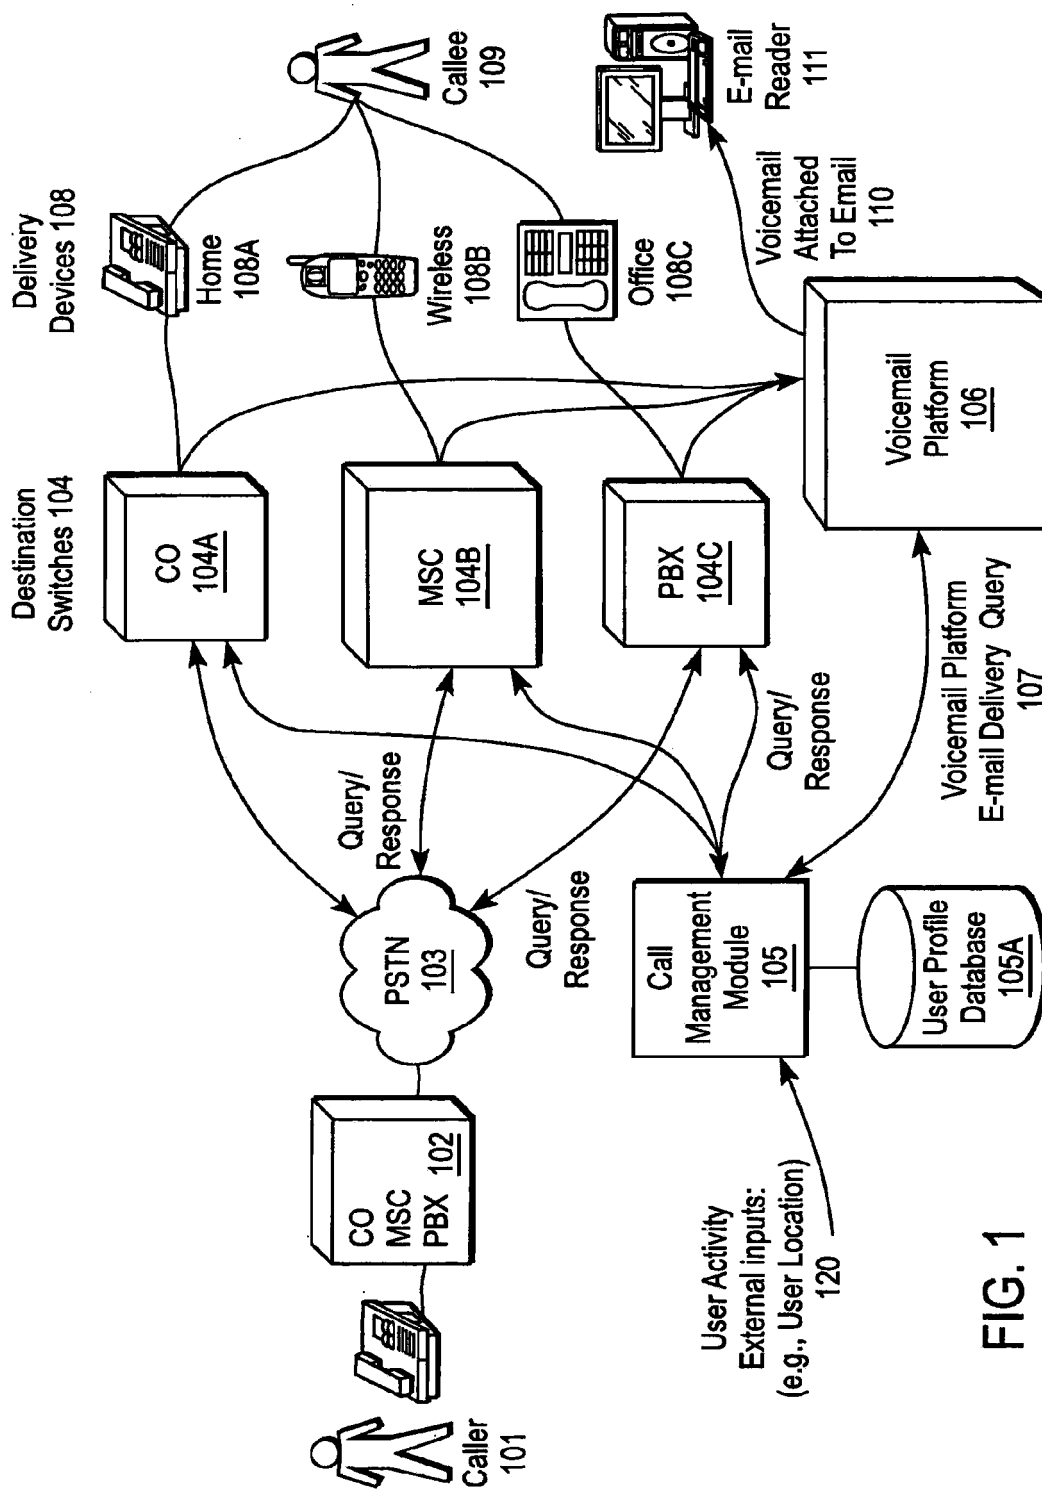 Delivery
Devices 108
Destination
Switches 104
Home
108A
Wireless
108B
Office
108C
Callee
109
E-mail
Reader
111
Voicemail
Attached
To Email
110
CO
104A
MSC
104B
PBX
104C
Voicemail
Platform
106
Query/
Response
Query/
Response
Query/
Response
Voicemail Platform
E-mail Delivery Query
107
PSTN
103
Call
Management
Module
105
User Profile
Database
105A
CO
MSC
PBX 102
Caller
101
User Activity
External inputs:
(e.g., User Location)
120
FIG. 1